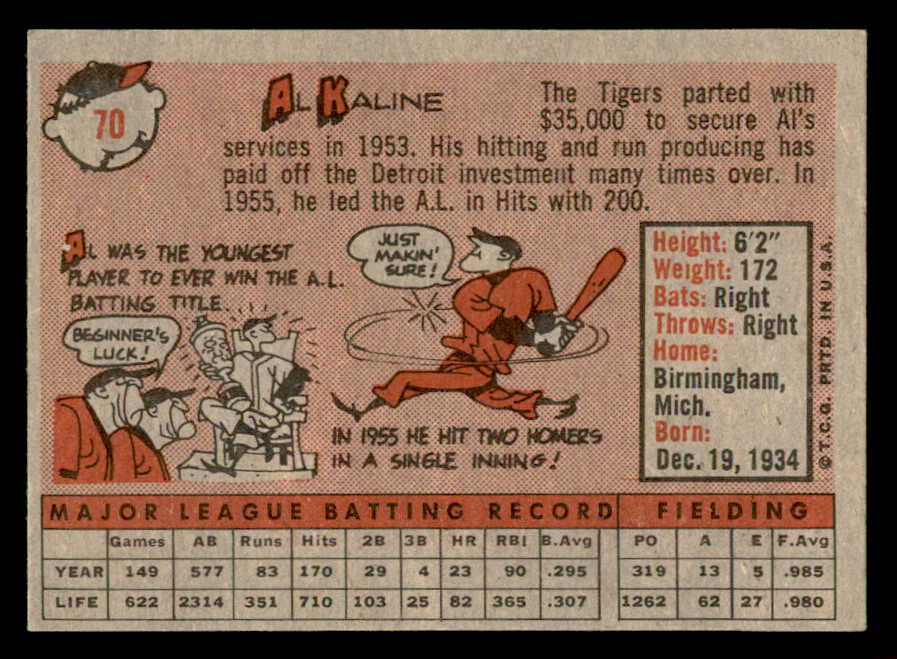 70
AL KALINE
The Tigers parted with
$35,000 to secure Al's
services in 1953. His hitting and run producing has
paid off the Detroit investment many times over. In
1955, he led the A.L. in Hits with 200.
AL WAS THE YOUNGEST
PLAYER TO EVER WIN THE A.L.
BATTING TITLE...
BEGINNER'S
LUCK!
JUST
MAKIN'
SURE!
IN 1955 HE HIT TWO HOMERS
IN A SINGLE INNING!
Height: 6'2"
Weight: 172
Bats: Right
Throws: Right
Home:
Birmingham,
Mich.
Born:
Dec. 19, 1934
© T.C.G. PRTD. IN U.S.A.
MAJOR LEAGUE BATTING RECORD FIELDING
Games AB Runs Hits 2B 3B HR RBI B.Avg PO A E F.Avg
YEAR 149 577 83 170 29 4 23 90 .295 319 13 5 .985
LIFE 622 2314 351 710 103 25 82 365 .307 1262 62 27 .980